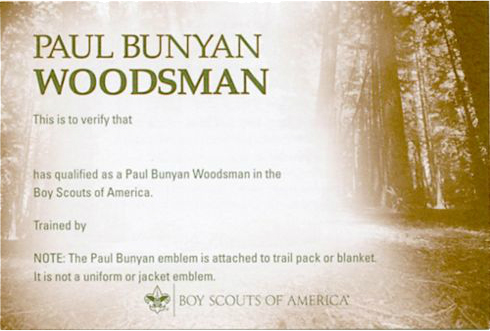 PAUL BUNYAN
WOODSMAN
This is to verify that
has qualified as a Paul Bunyan Woodsman in the
Boy Scouts of America.
Trained by
NOTE: The Paul Bunyan emblem is attached to trail pack or blanket.
It is not a uniform or jacket emblem.
BOY SCOUTS OF AMERICA®